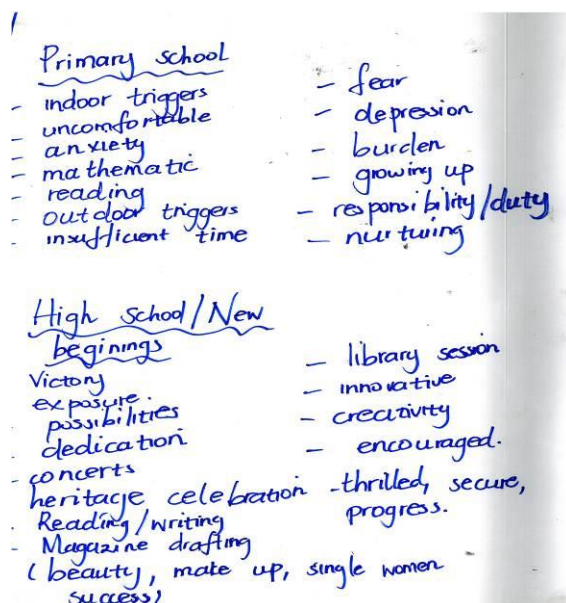 Primary school
- indoor triggers
- uncomfortable
- anxiety
- mathematic
- reading
- outdoor triggers
- insufficient time
- fear
- depression
- burden
- growing up
- responsibility/duty
- nurturing
High school/New
beginings
Victory
exposure.
possibilities
- dedication
- concerts
heritage celebration
. Reading/writing
- Magazine drafting
(beauty, make up, single women
success)
- library session
- innovative
- creativity
- encouraged.
- thrilled, secure,
progress.